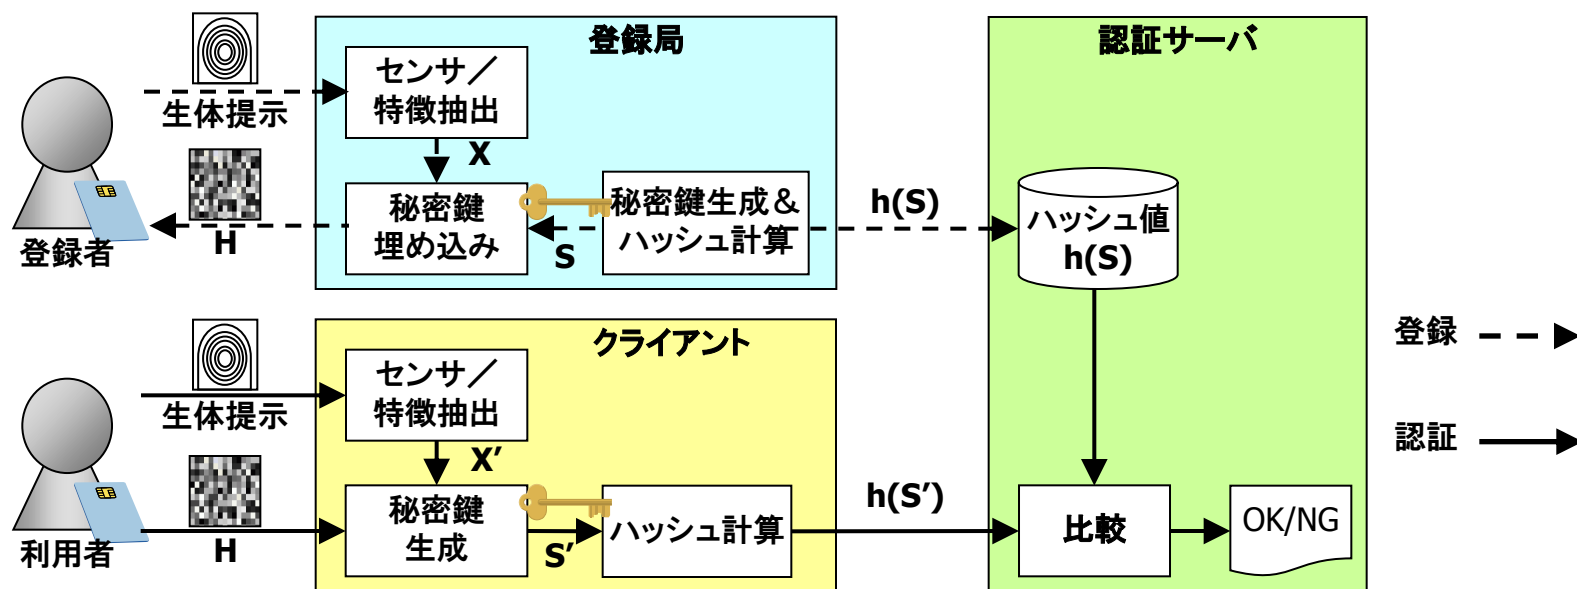 登録局
認証サーバ
センサ／
特徴抽出
生体提示
X
秘密鍵
埋め込み
S
秘密鍵生成＆
ハッシュ計算
h(S)
ハッシュ値
h(S)
H
登録者
クライアント
センサ／
特徴抽出
生体提示
X′
秘密鍵
生成
S′
ハッシュ計算
h(S′)
比較
OK/NG
H
利用者
登録
認証